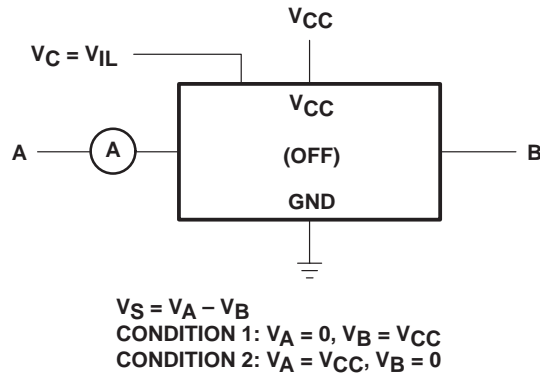 VCC
VC = VIL
VCC
A A (OFF) B
GND
VS = VA – VB
CONDITION 1: VA = 0, VB = VCC
CONDITION 2: VA = VCC, VB = 0